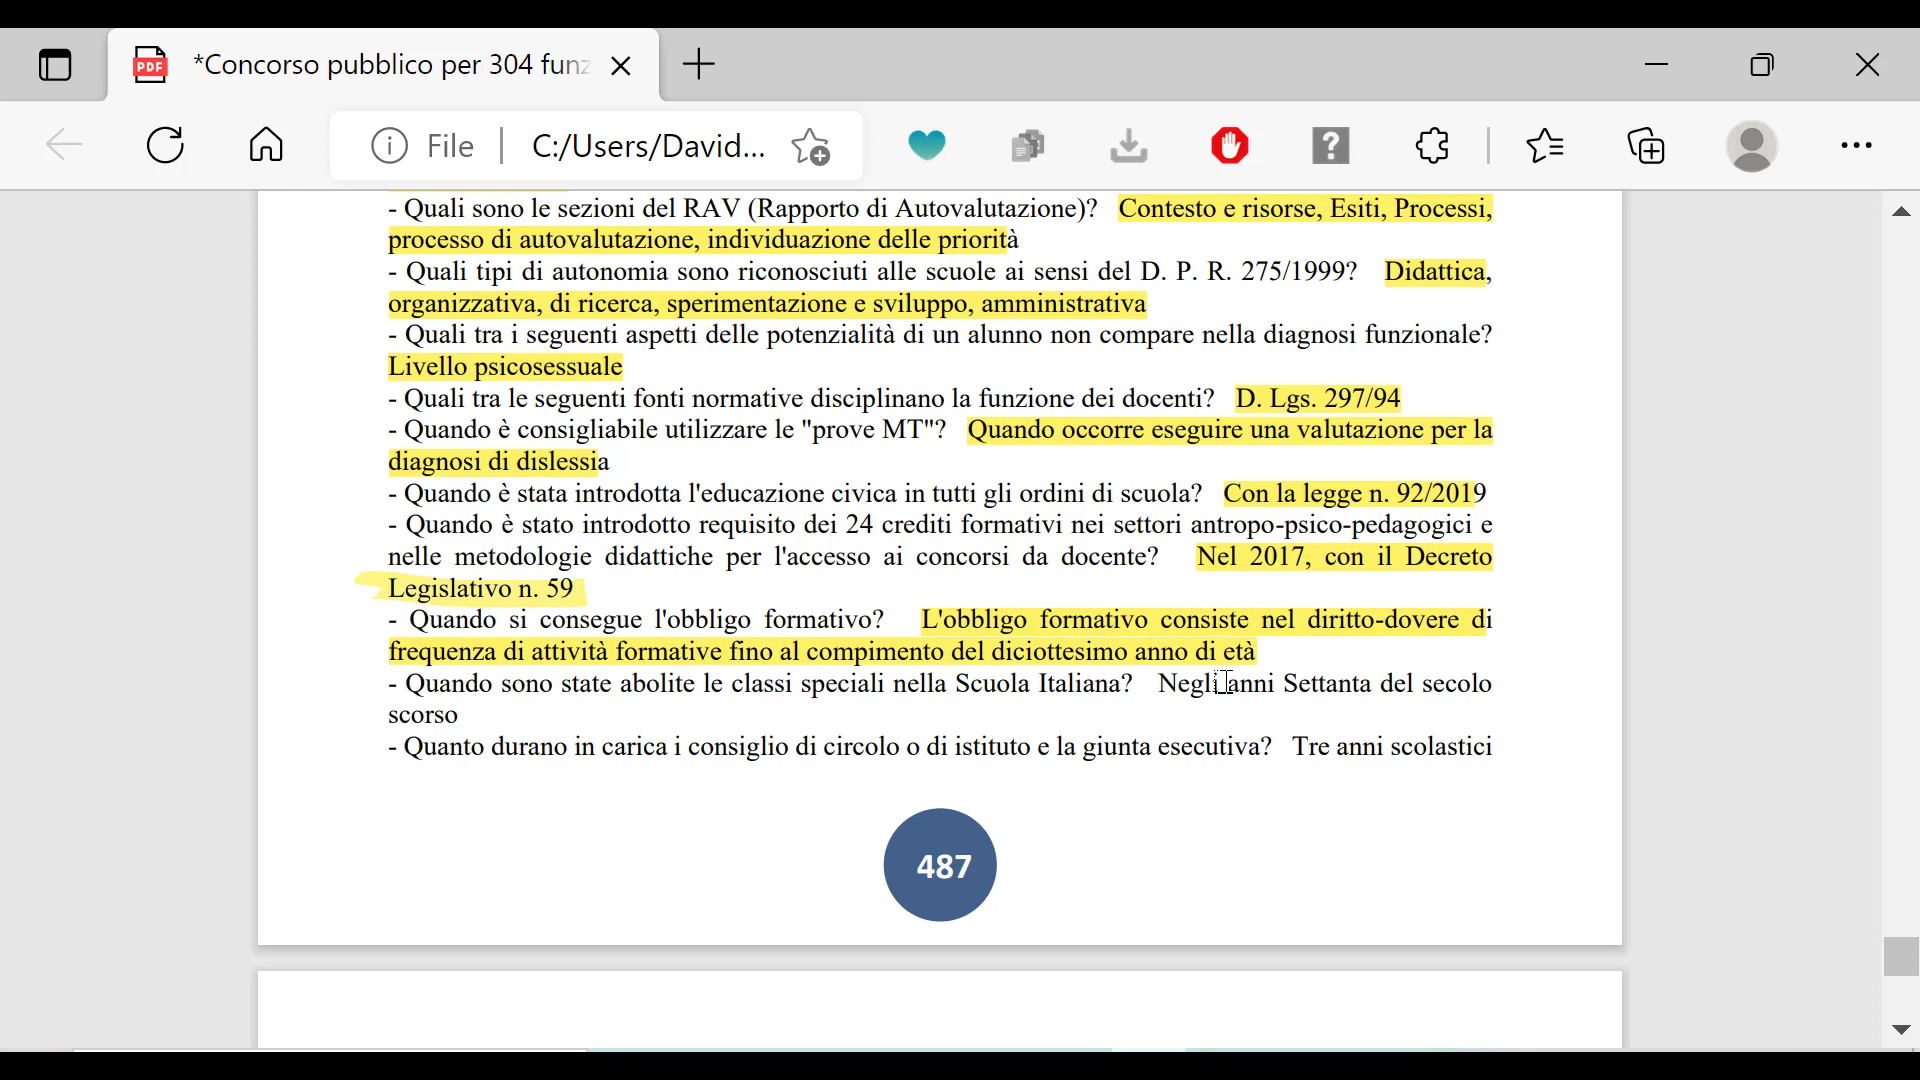 PDF *Concorso pubblico per 304 funz
File C:/Users/David...
- Quali sono le sezioni del RAV (Rapporto di Autovalutazione)? Contesto e risorse, Esiti, Processi,
processo di autovalutazione, individuazione delle priorità
- Quali tipi di autonomia sono riconosciuti alle scuole ai sensi del D. P. R. 275/1999? Didattica,
organizzativa, di ricerca, sperimentazione e sviluppo, amministrativa
- Quali tra i seguenti aspetti delle potenzialità di un alunno non compare nella diagnosi funzionale?
Livello psicosessuale
- Quali tra le seguenti fonti normative disciplinano la funzione dei docenti? D. Lgs. 297/94
- Quando è consigliabile utilizzare le "prove MT"? Quando occorre eseguire una valutazione per la
diagnosi di dislessia
- Quando è stata introdotta l'educazione civica in tutti gli ordini di scuola? Con la legge n. 92/2019
- Quando è stato introdotto requisito dei 24 crediti formativi nei settori antropo-psico-pedagogici e
nelle metodologie didattiche per l'accesso ai concorsi da docente? Nel 2017, con il Decreto
Legislativo n. 59
- Quando si consegue l'obbligo formativo? L'obbligo formativo consiste nel diritto-dovere di
frequenza di attività formative fino al compimento del diciottesimo anno di età
- Quando sono state abolite le classi speciali nella Scuola Italiana? Negli anni Settanta del secolo
scorso
- Quanto durano in carica i consiglio di circolo o di istituto e la giunta esecutiva? Tre anni scolastici
487